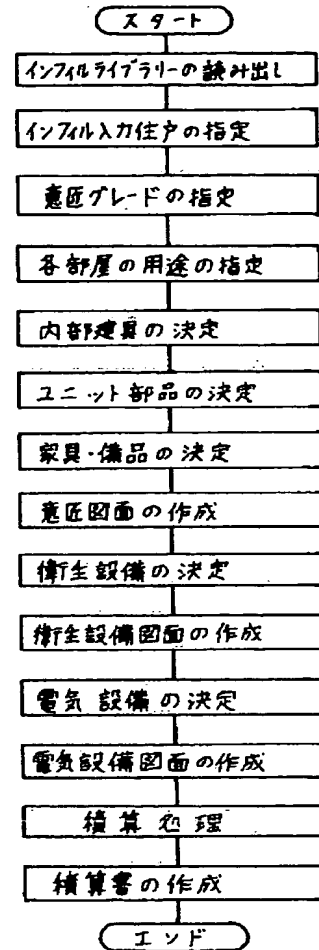 スタート
インフィルライブラリーの読み出し
インフィル入力住戸の指定
意匠グレードの指定
各部屋の用途の指定
内部建具の決定
ユニット部品の決定
家具・備品の決定
意匠図面の作成
衛生設備の決定
衛生設備図面の作成
電気設備の決定
電気設備図面の作成
積算処理
積算書の作成
エンド